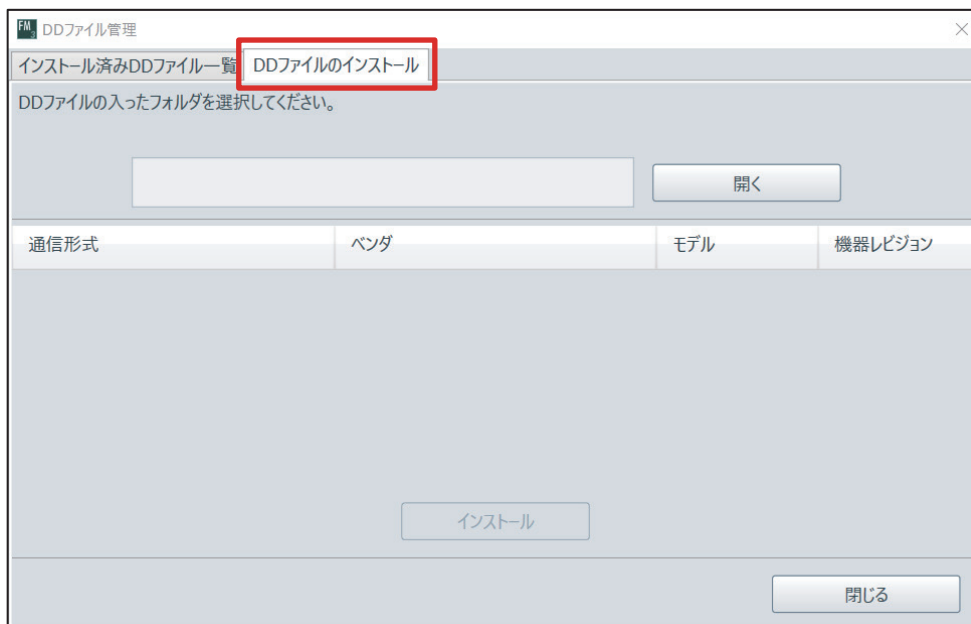 FM 3 DDファイル管理
インストール済みDDファイル一覧 DDファイルのインストール
DDファイルの入ったフォルダを選択してください。
開く
通信形式 ベンダ モデル 機器レビジョン
インストール
閉じる